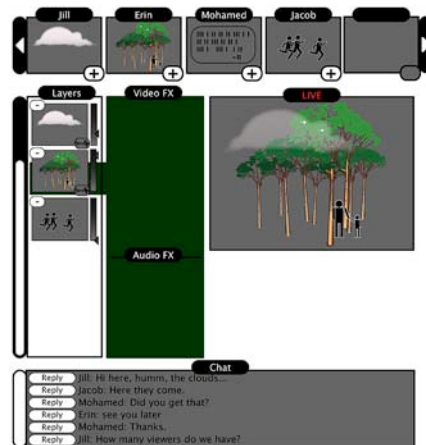 Jill
Erin
Mohamed
Jacob
Layers
Video FX
LIVE
Audio FX
Chat
Reply Jill: Hi here, humm, the clouds...
Reply Jacob: Here they come.
Reply Mohamed: Did you get that?
Reply Erin: see you later
Reply Mohamed: Thanks.
Reply Jill: How many viewers do we have?